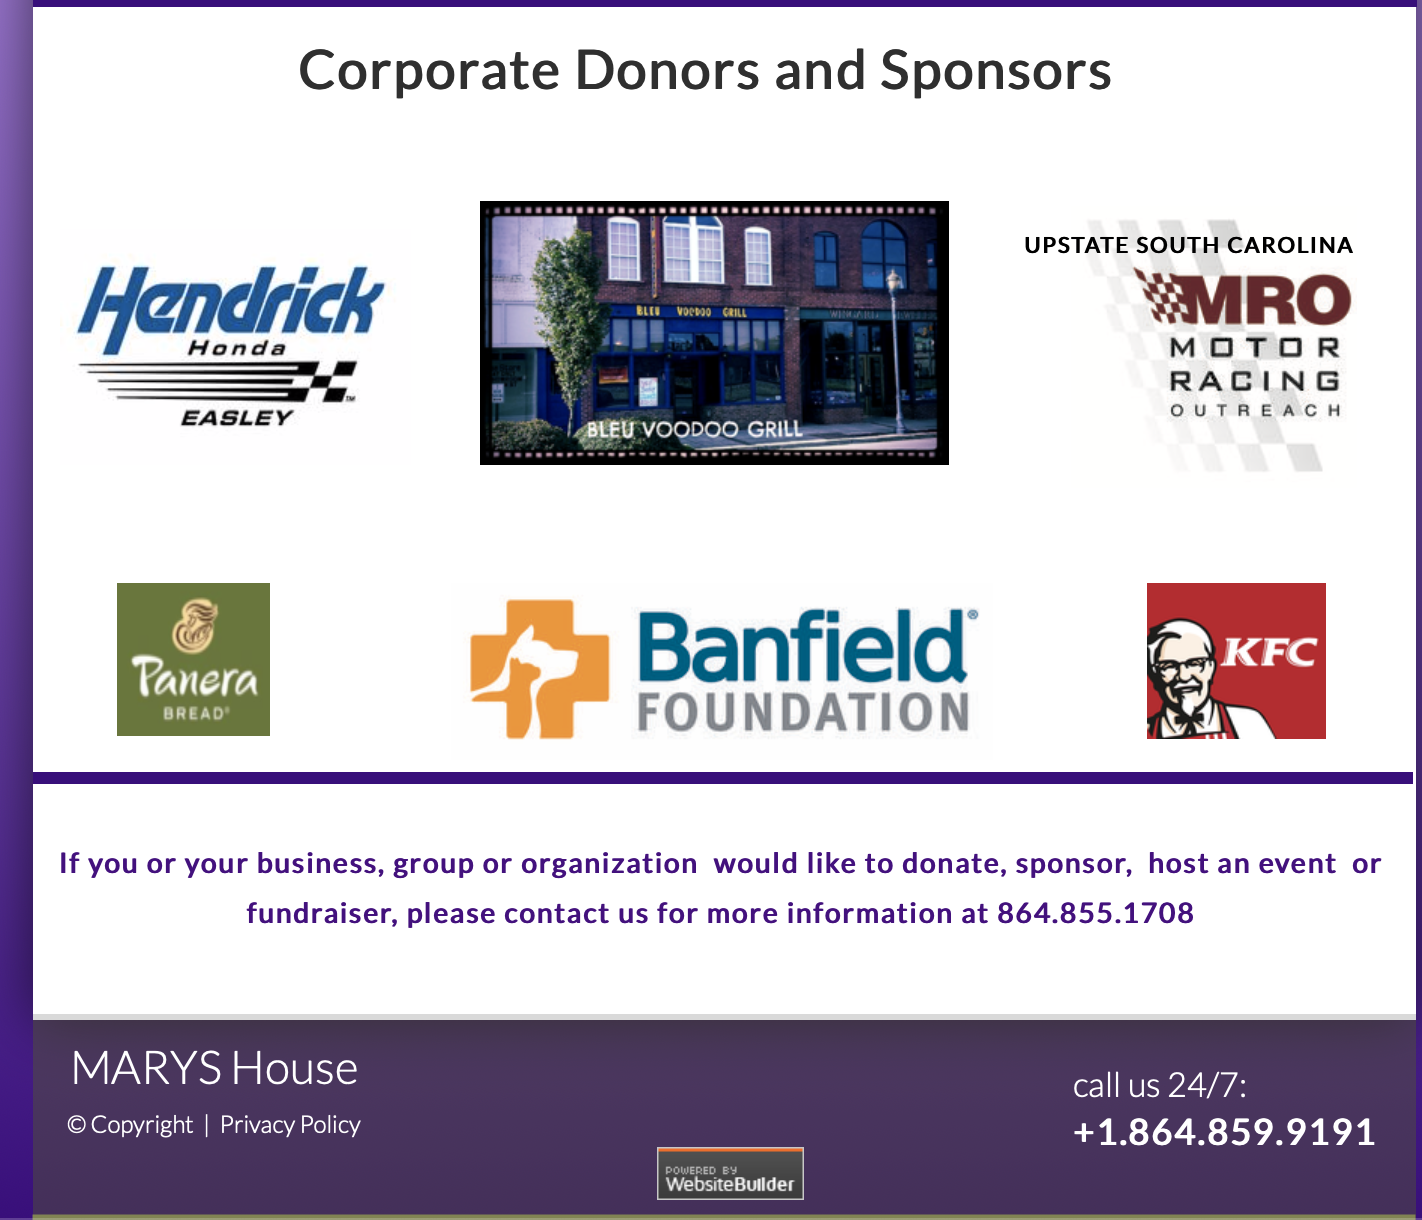 Corporate Donors and Sponsors
Hendrick
Honda
TM
EASLEY
BLEU VOODOO GRILL
BLEU VOODOO GRILL
UPSTATE SOUTH CAROLINA
MRO
MOTOR
RACING
OUTREACH
Panera
BREAD®
Banfield®
FOUNDATION
KFC
If you or your business, group or organization would like to donate, sponsor, host an event or
fundraiser, please contact us for more information at 864.855.1708
MARYS House
© Copyright | Privacy Policy
call us 24/7:
+1.864.859.9191
POWERED BY
WebsiteBuilder